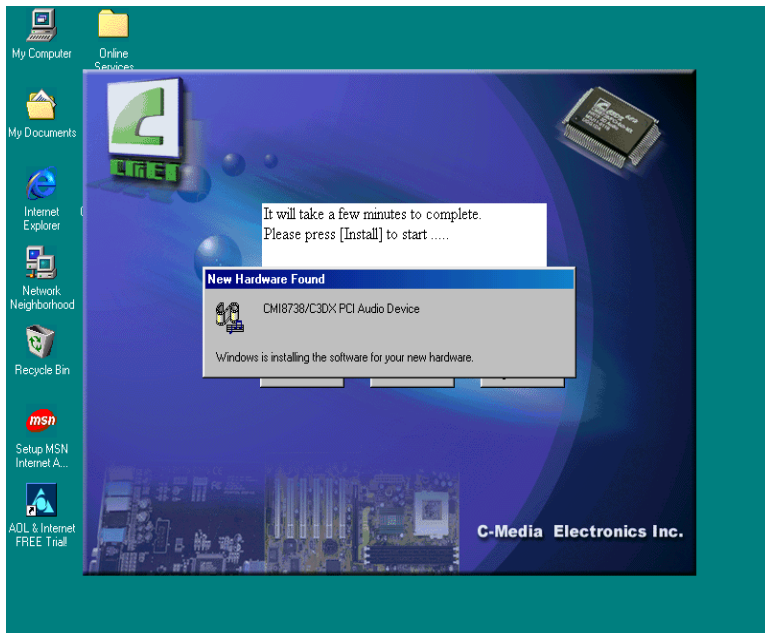 My Computer
Online
Services
My Documents
Internet
Explorer
Network
Neighborhood
Recycle Bin
msn
Setup MSN
Internet A...
AOL & Internet
FREE Trial!
It will take a few minutes to complete.
Please press [Install] to start .....
New Hardware Found
CMI8738/C3DX PCI Audio Device
Windows is installing the software for your new hardware.
C-Media Electronics Inc.